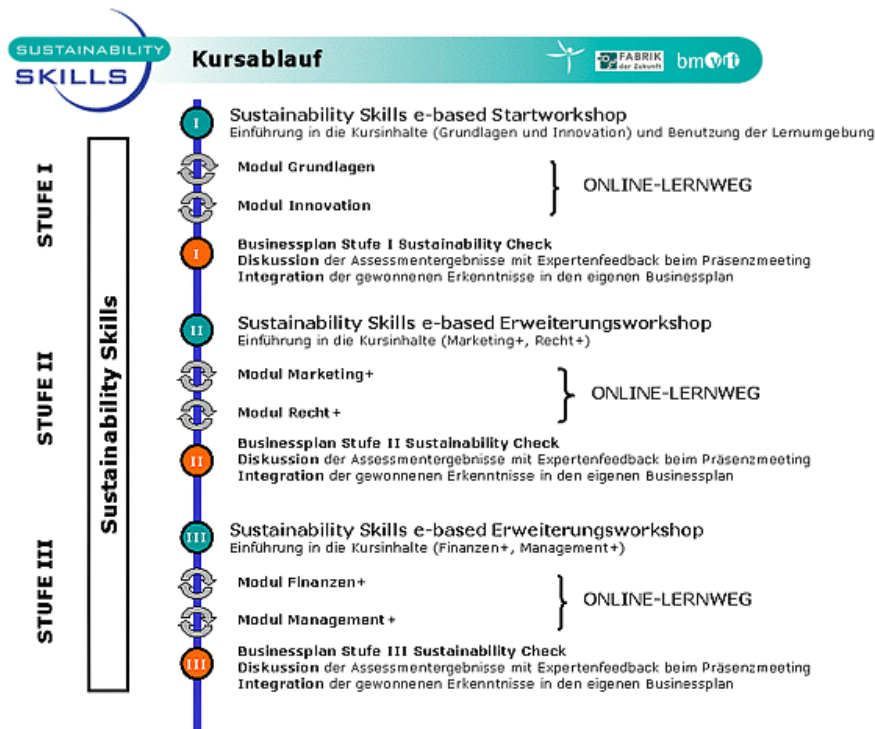 SUSTAINABILITY
SKILLS
Kursablauf
FABRIK
der Zukunft
bmvit
STUFE I
STUFE II
STUFE III
Sustainability Skills
I
Sustainability Skills e-based Startworkshop
Einführung in die Kursinhalte (Grundlagen und Innovation) und Benutzung der Lernumgebung
Modul Grundlagen
ONLINE-LERNWEG
Modul Innovation
I
Businessplan Stufe I Sustainability Check
Diskussion der Assessmentergebnisse mit Expertenfeedback beim Präsenzmeeting
Integration der gewonnenen Erkenntnisse in den eigenen Businessplan
II
Sustainability Skills e-based Erweiterungsworkshop
Einführung in die Kursinhalte (Marketing+, Recht+)
Modul Marketing+
ONLINE-LERNWEG
Modul Recht+
II
Businessplan Stufe II Sustainability Check
Diskussion der Assessmentergebnisse mit Expertenfeedback beim Präsenzmeeting
Integration der gewonnenen Erkenntnisse in den eigenen Businessplan
III
Sustainability Skills e-based Erweiterungsworkshop
Einführung in die Kursinhalte (Finanzen+, Management+)
Modul Finanzen+
ONLINE-LERNWEG
Modul Management+
III
Businessplan Stufe III Sustainability Check
Diskussion der Assessmentergebnisse mit Expertenfeedback beim Präsenzmeeting
Integration der gewonnenen Erkenntnisse in den eigenen Businessplan